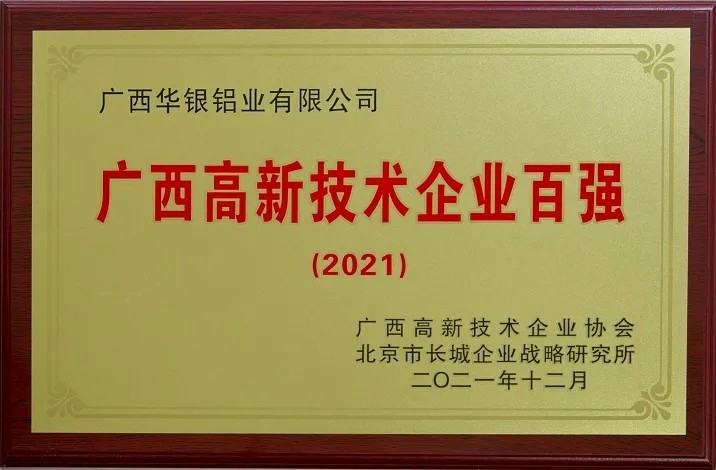 广西华银铝业有限公司
广西高新技术企业百强
(2021)
广西高新技术企业协会
北京市长城企业战略研究所
二〇二一年十二月